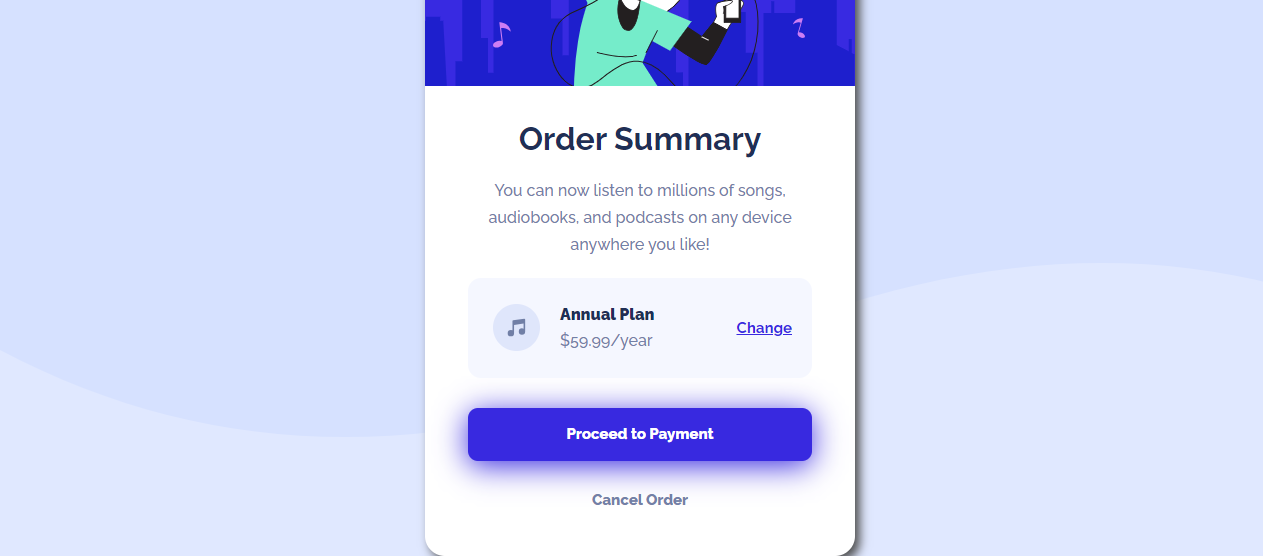 Order Summary
You can now listen to millions of songs,
audiobooks, and podcasts on any device
anywhere you like!
Annual Plan
$59.99/year
Change
Proceed to Payment
Cancel Order